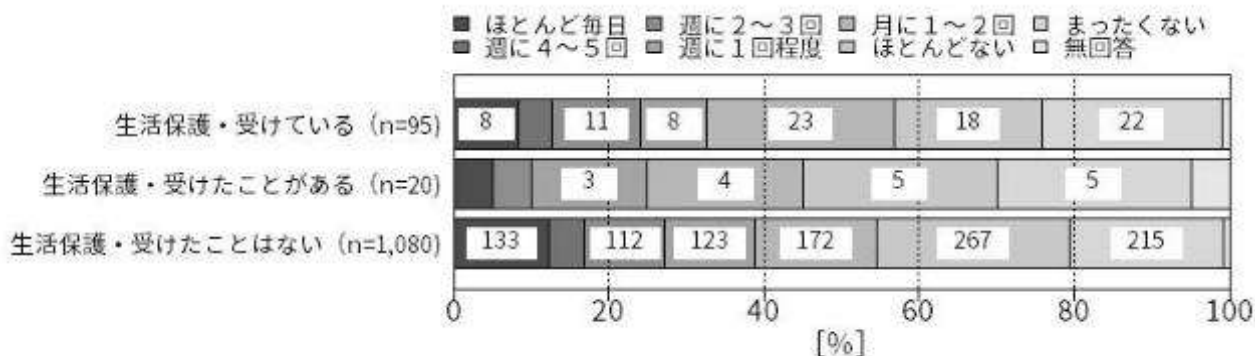 ■ ほとんど毎日 ■ 週に２～３回 ■ 月に１～２回 ■ まったくない
■ 週に４～５回 ■ 週に１回程度 ■ ほとんどない ■ 無回答
生活保護・受けている（n=95) 8 11 8 23 18 22
生活保護・受けたことがある（n=20) 3 4 5 5
生活保護・受けたことはない（n=1,080) 133 112 123 172 267 215
0 20 40 60 80 100
[%]